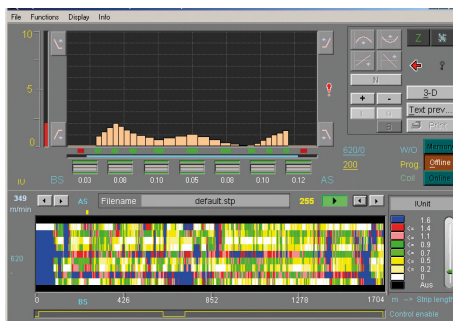 File Functions Display Info
10
5
0
IU BS 0.03 0.08 0.10 0.05 0.08 0.10 0.12 AS
Z
N
+ -
3-D
Text prev...
Print
620/0 W/O Memory
200 Prog Offline
Coil Online
349 m/min
AS Filename default.stp 255
IUnit
620
1.6
<= 1.4
<= 1.1
<= 0.9
<= 0.7
<= 0.5
<= 0.2
0
Aus
0 426 852 1278 1704
BS
m --> Strip length
Control enable